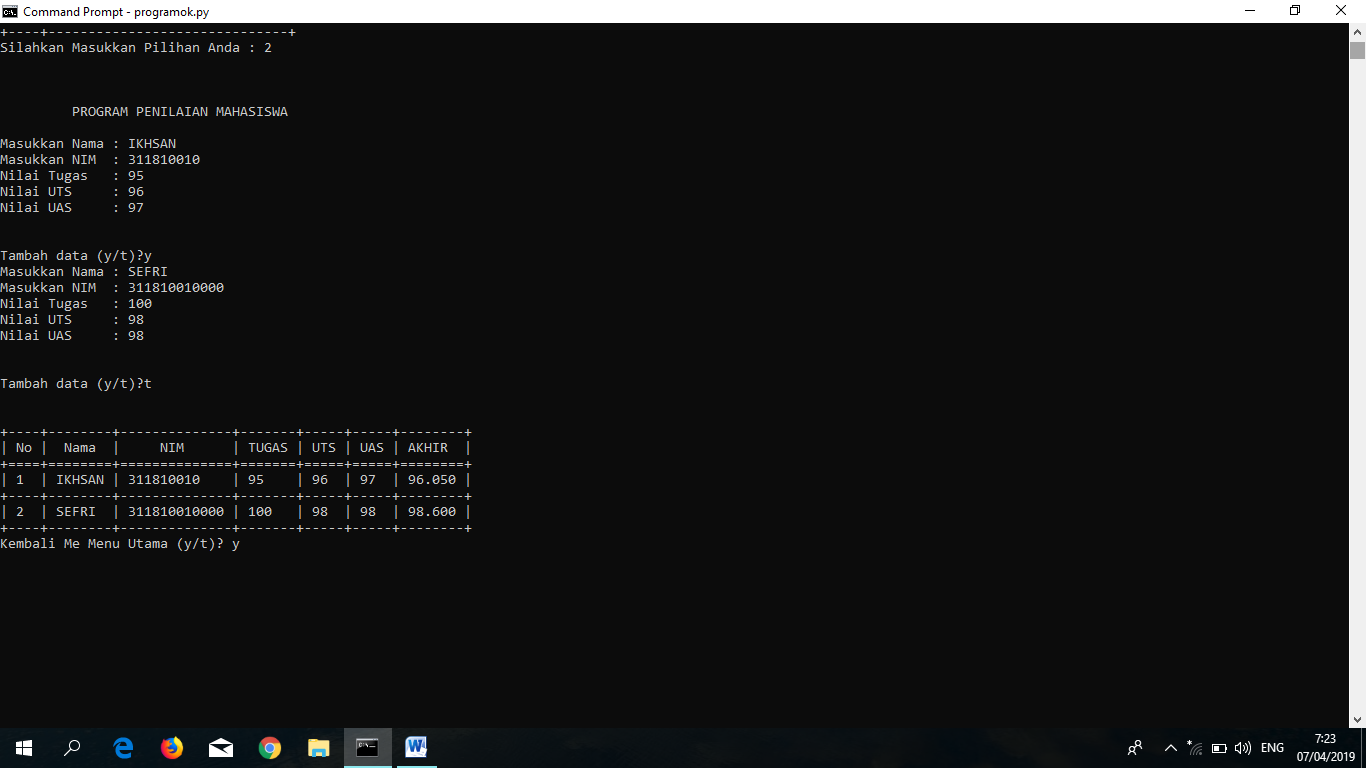 Command Prompt - programok.py
+----+------------------------------+
Silahkan Masukkan Pilihan Anda : 2
PROGRAM PENILAIAN MAHASISWA
Masukkan Nama : IKHSAN
Masukkan NIM  : 311810010
Nilai Tugas   : 95
Nilai UTS     : 96
Nilai UAS     : 97
Tambah data (y/t)?y
Masukkan Nama : SEFRI
Masukkan NIM  : 311810010000
Nilai Tugas   : 100
Nilai UTS     : 98
Nilai UAS     : 98
Tambah data (y/t)?t
+----+--------+--------------+-------+-----+-----+--------+
| No |  Nama  |     NIM      | TUGAS | UTS | UAS | AKHIR  |
+====+========+==============+=======+=====+=====+========+
| 1  | IKHSAN | 311810010    | 95    | 96  | 97  | 96.050 |
+----+--------+--------------+-------+-----+-----+--------+
| 2  | SEFRI  | 311810010000 | 100   | 98  | 98  | 98.600 |
+----+--------+--------------+-------+-----+-----+--------+
Kembali Me Menu Utama (y/t)? y
ENG
7:23
07/04/2019